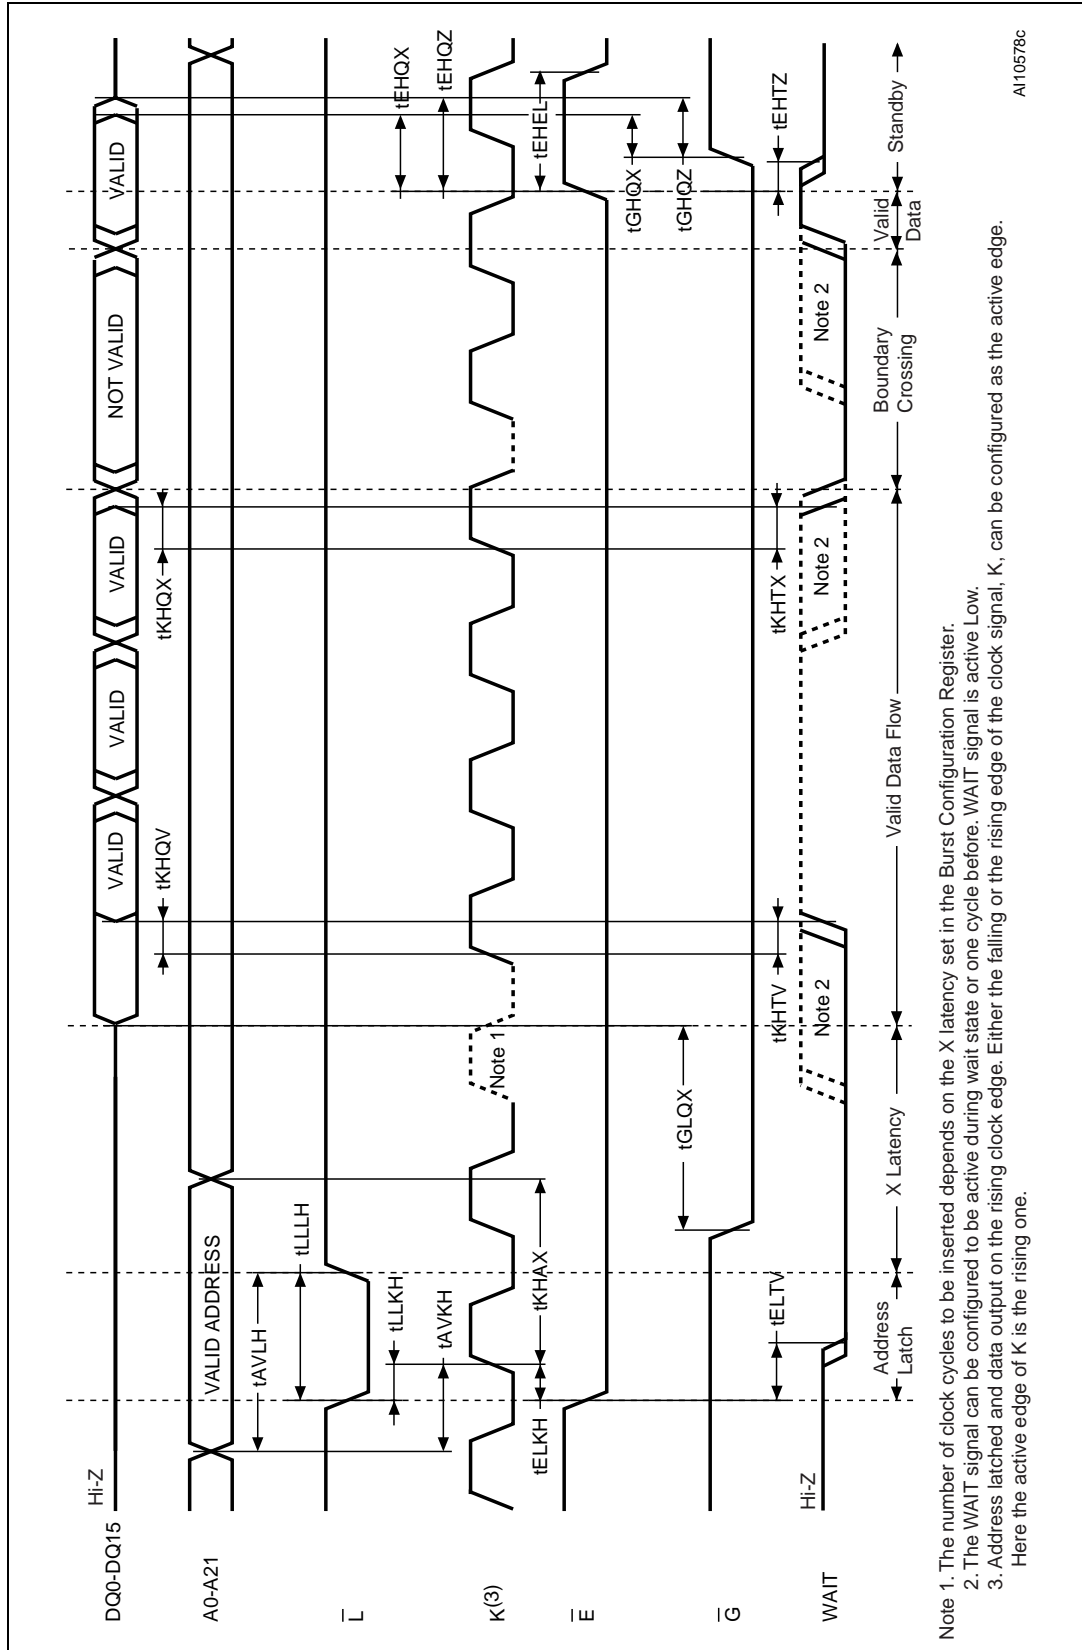 DQ0-DQ15
Hi-Z
VALID
VALID
VALID
NOT VALID
VALID
tKHQV
tKHQX
A0-A21
VALID ADDRESS
tAVLH
L
tLLLH
tLLKH
tAVKH
tEHQX
tEHQZ
K(3)
Note 1
tELKH
tKHAX
tEHEL
E
tGLQX
tGHQX
tGHQZ
G
tELTV
tKHTV
tKHTX
tEHTZ
WAIT
Hi-Z
Note 2
Note 2
Note 2
Address
Latch
X Latency
Valid Data Flow
Boundary
Crossing
Valid
Data
Standby
Note 1. The number of clock cycles to be inserted depends on the X latency set in the Burst Configuration Register.
2. The WAIT signal can be configured to be active during wait state or one cycle before. WAIT signal is active Low.
3. Address latched and data output on the rising clock edge. Either the falling or the rising edge of the clock signal, K, can be configured as the active edge.
Here the active edge of K is the rising one.
AI10578c